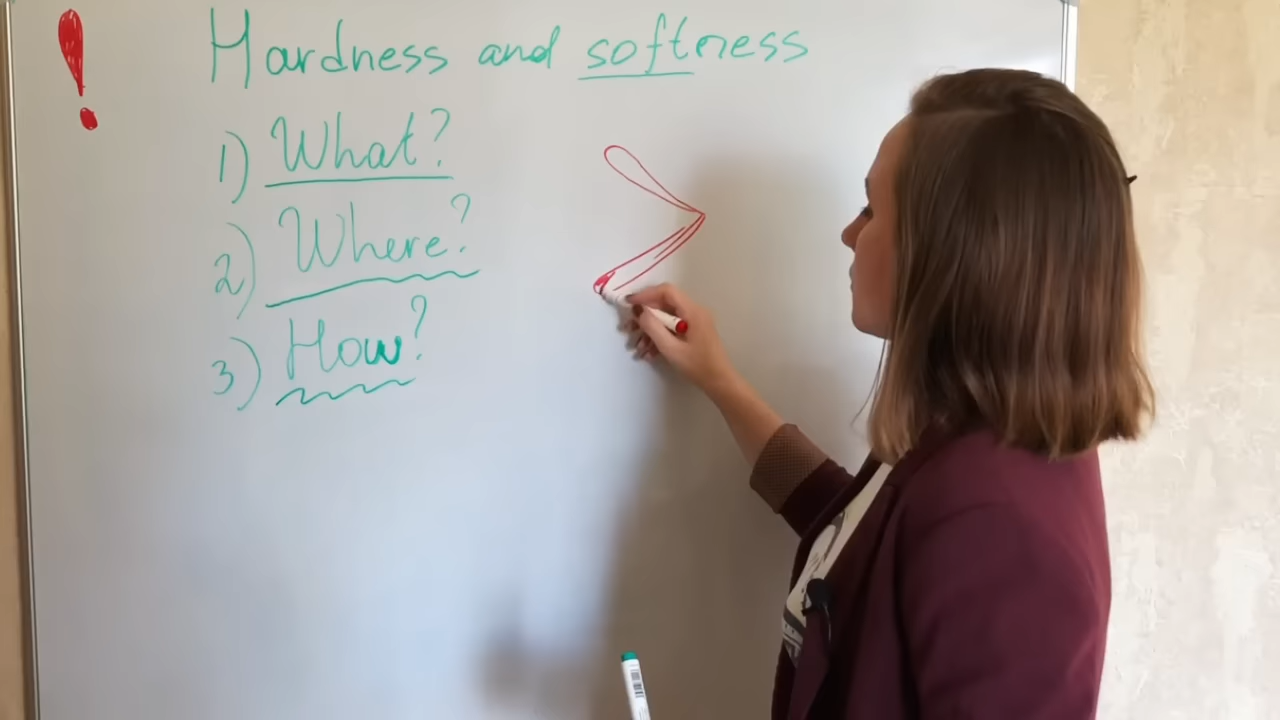 !
Hardness and softness
1) What?
2) Where?
3) How?